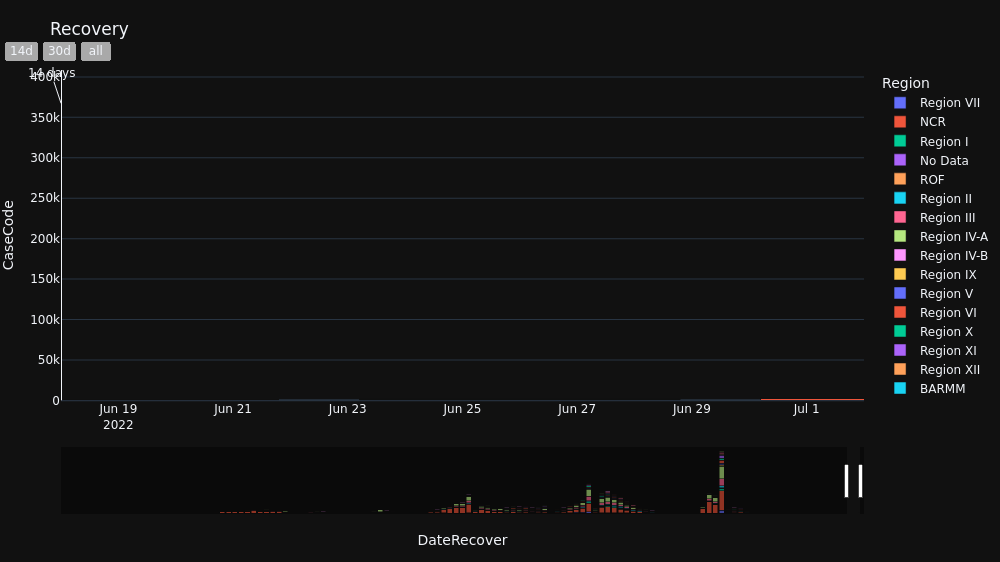 Recovery
14d 30d all
14 days
400k
350k
300k
250k
200k
150k
100k
50k
0
CaseCode
Jun 19 Jun 21 Jun 23 Jun 25 Jun 27 Jun 29 Jul 1
2022
DateRecover
Region
Region VII
NCR
Region I
No Data
ROF
Region II
Region III
Region IV-A
Region IV-B
Region IX
Region V
Region VI
Region X
Region XI
Region XII
BARMM